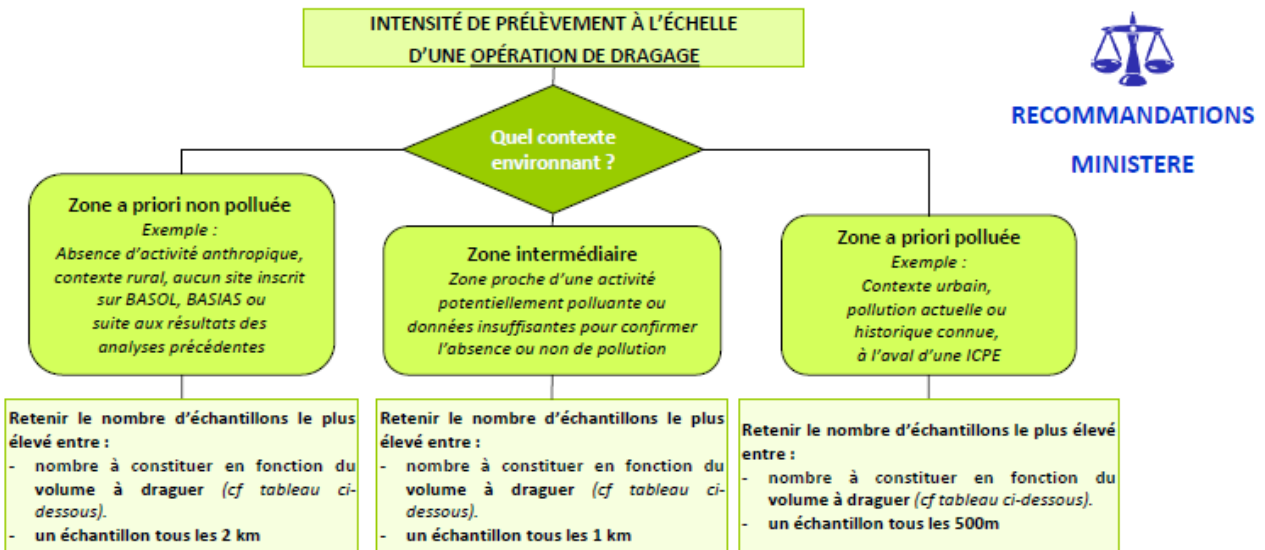 INTENSITÉ DE PRÉLÈVEMENT À L'ÉCHELLE
D'UNE OPÉRATION DE DRAGAGE
RECOMMANDATIONS
MINISTERE
Quel contexte
environnant ?
Zone a priori non polluée
Exemple :
Absence d'activité anthropique,
contexte rural, aucun site inscrit
sur BASOL, BASIAS ou
suite aux résultats des
analyses précédentes
Zone intermédiaire
Zone proche d'une activité
potentiellement polluante ou
données insuffisantes pour confirmer
l'absence ou non de pollution
Zone a priori polluée
Exemple :
Contexte urbain,
pollution actuelle ou
historique connue,
à l'aval d'une ICPE
Retenir le nombre d'échantillons le plus
élevé entre :
- nombre à constituer en fonction du
volume à draguer (cf tableau ci-
dessous).
- un échantillon tous les 2 km
Retenir le nombre d'échantillons le plus
élevé entre :
- nombre à constituer en fonction du
volume à draguer (cf tableau ci-
dessous).
- un échantillon tous les 1 km
Retenir le nombre d'échantillons le plus élevé
entre :
- nombre à constituer en fonction du
volume à draguer (cf tableau ci-dessous).
- un échantillon tous les 500m